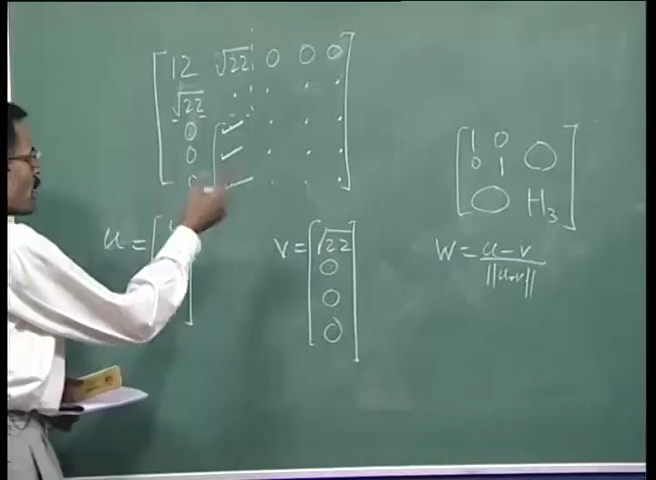 12 √22 0 0 0
√22 . . . .
0 ✓ . . .
0 ✓ . . .
0 ✓ . . .
1 0 0
0 1
0 H₃
u =
v = √22
0
0
0
W = u-v
||u-v||